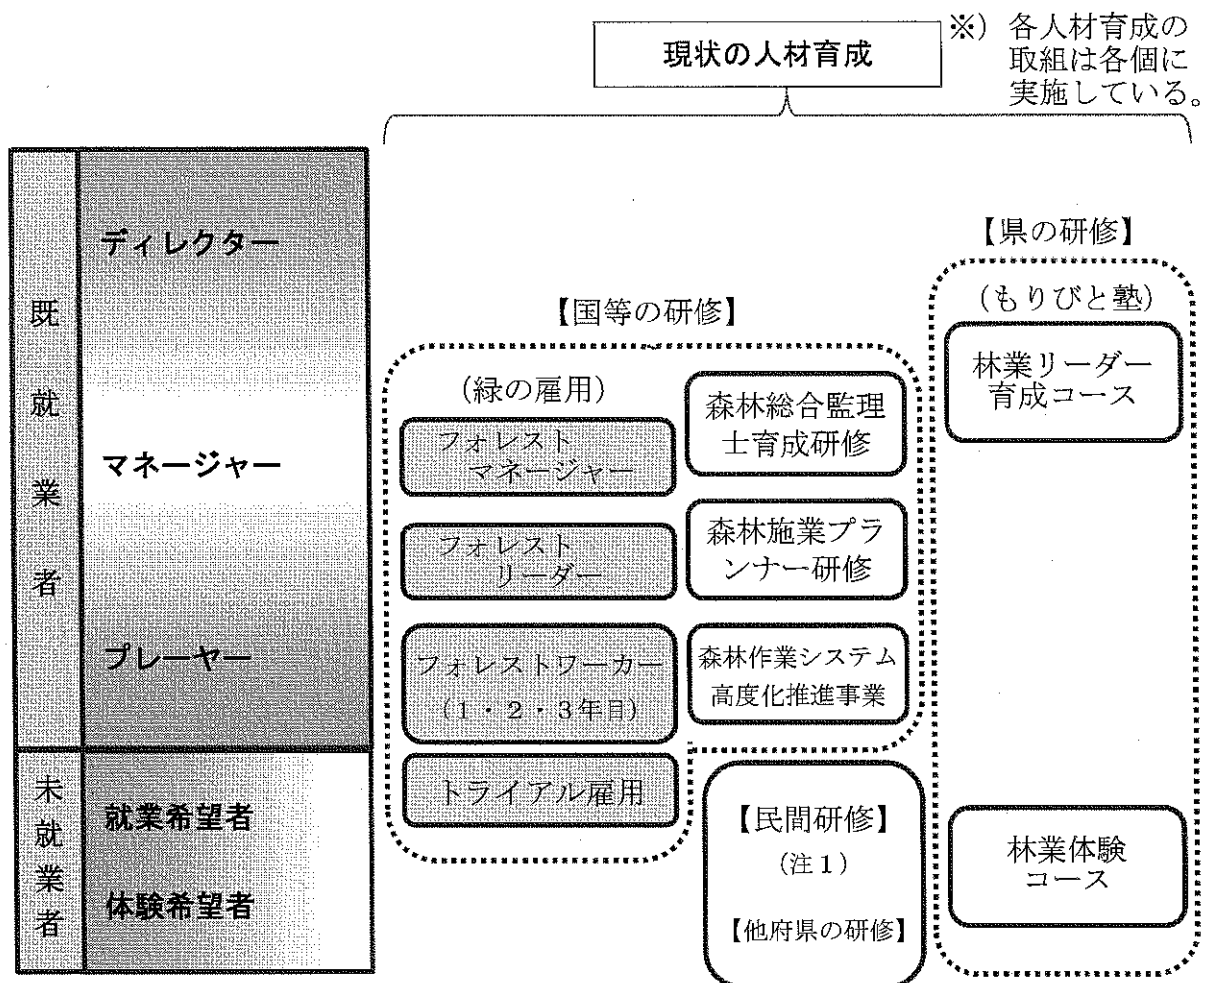 現状の人材育成
※）各人材育成の
取組は各個に
実施している。
既就業者
ディレクター
マネージャー
プレーヤー
未就業者
就業希望者
体験希望者
【国等の研修】
（緑の雇用）
フォレスト
マネージャー
フォレスト
リーダー
フォレストワーカー
（１・２・３年目）
トライアル雇用
森林総合監理
士育成研修
森林施業プラ
ンナー研修
森林作業システム
高度化推進事業
【民間研修】
（注１）
【他府県の研修】
【県の研修】
（もりびと塾）
林業リーダー
育成コース
林業体験
コース